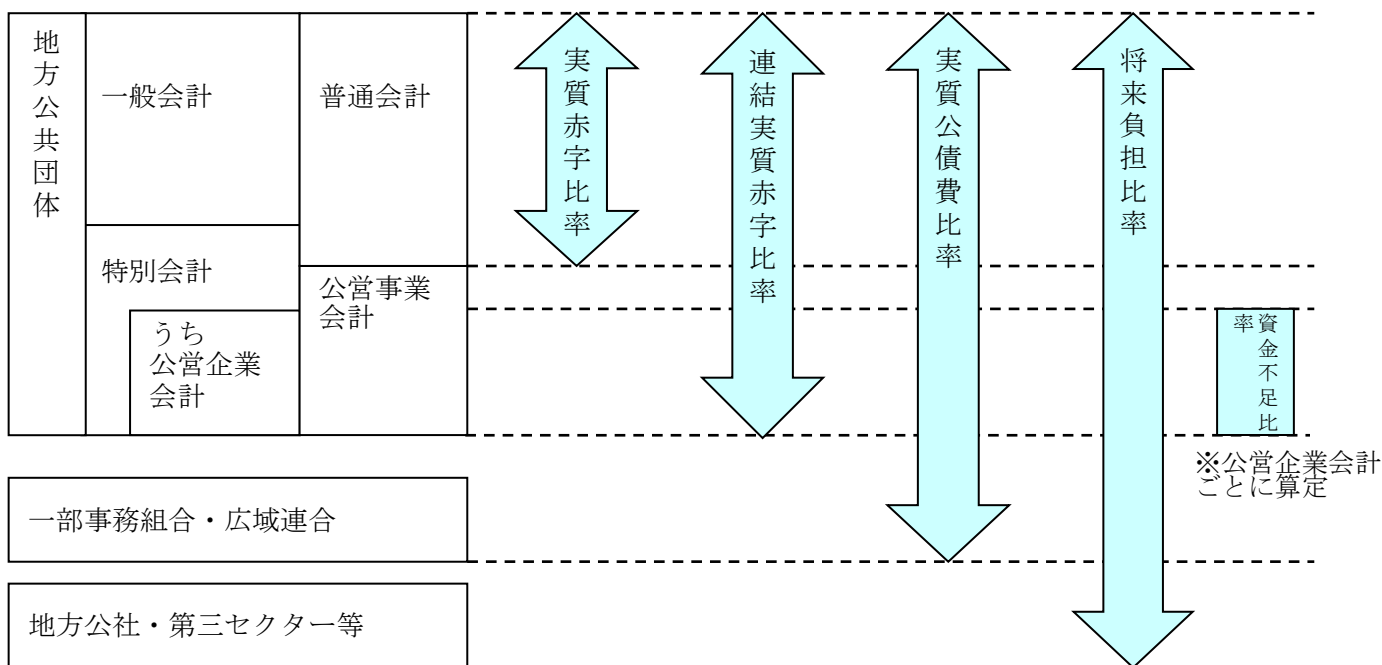 地方公共団体
一般会計
普通会計
特別会計
公営事業
会計
うち
公営企業
会計
実質赤字比率
連結実質赤字比率
実質公債費比率
将来負担比率
資金不足比
率
※公営企業会計
ごとに算定
一部事務組合・広域連合
地方公社・第三セクター等